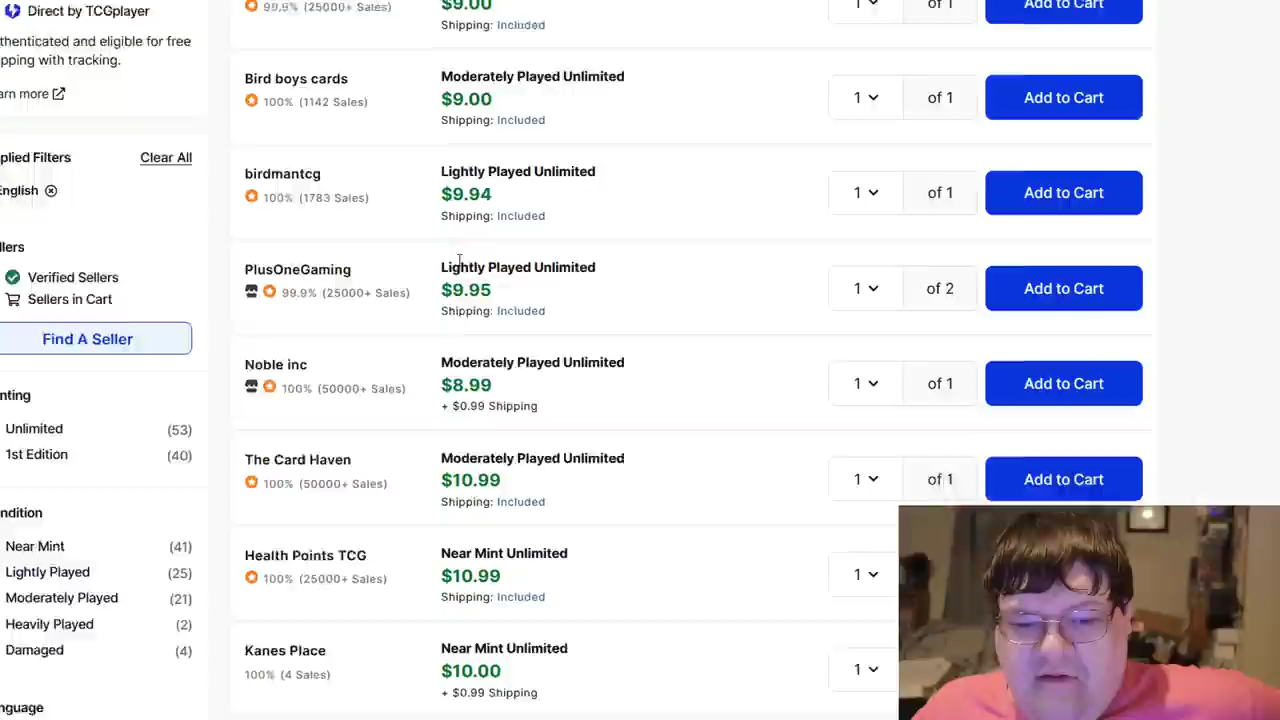 Direct by TCGplayer
thenticated and eligible for free
pping with tracking.
arn more
plied Filters Clear All
English
llers
Verified Sellers
Sellers in Cart
Find A Seller
nting
Unlimited (53)
1st Edition (40)
ndition
Near Mint (41)
Lightly Played (25)
Moderately Played (21)
Heavily Played (2)
Damaged (4)
nguage
$9.00
99.9% (25000+ Sales)
Shipping: Included
1 of 1 Add to Cart
Bird boys cards
100% (1142 Sales)
Moderately Played Unlimited
$9.00
Shipping: Included
1 of 1 Add to Cart
birdmantcg
100% (1783 Sales)
Lightly Played Unlimited
$9.94
Shipping: Included
1 of 1 Add to Cart
PlusOneGaming
99.9% (25000+ Sales)
Lightly Played Unlimited
$9.95
Shipping: Included
1 of 2 Add to Cart
Noble inc
100% (50000+ Sales)
Moderately Played Unlimited
$8.99
+ $0.99 Shipping
1 of 1 Add to Cart
The Card Haven
100% (50000+ Sales)
Moderately Played Unlimited
$10.99
Shipping: Included
1 of 1 Add to Cart
Health Points TCG
100% (25000+ Sales)
Near Mint Unlimited
$10.99
Shipping: Included
1
Kanes Place
100% (4 Sales)
Near Mint Unlimited
$10.00
+ $0.99 Shipping
1